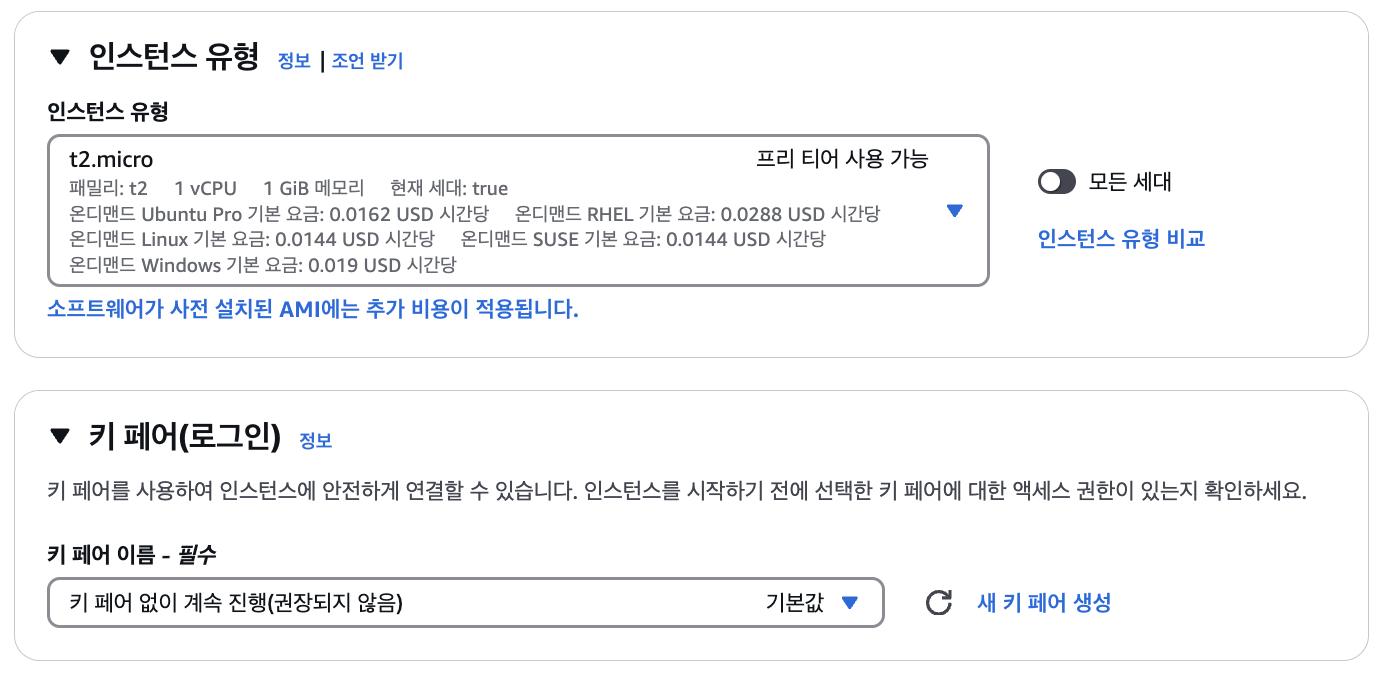 인스턴스 유형 정보 | 조언 받기
인스턴스 유형
t2.micro 프리 티어 사용 가능
패밀리: t2 1 vCPU 1 GiB 메모리 현재 세대: true
온디맨드 Ubuntu Pro 기본 요금: 0.0162 USD 시간당 온디맨드 RHEL 기본 요금: 0.0288 USD 시간당
온디맨드 Linux 기본 요금: 0.0144 USD 시간당 온디맨드 SUSE 기본 요금: 0.0144 USD 시간당
온디맨드 Windows 기본 요금: 0.019 USD 시간당
모든 세대
인스턴스 유형 비교
소프트웨어가 사전 설치된 AMI에는 추가 비용이 적용됩니다.
키 페어(로그인) 정보
키 페어를 사용하여 인스턴스에 안전하게 연결할 수 있습니다. 인스턴스를 시작하기 전에 선택한 키 페어에 대한 액세스 권한이 있는지 확인하세요.
키 페어 이름 - 필수
키 페어 없이 계속 진행(권장되지 않음) 기본값
새 키 페어 생성